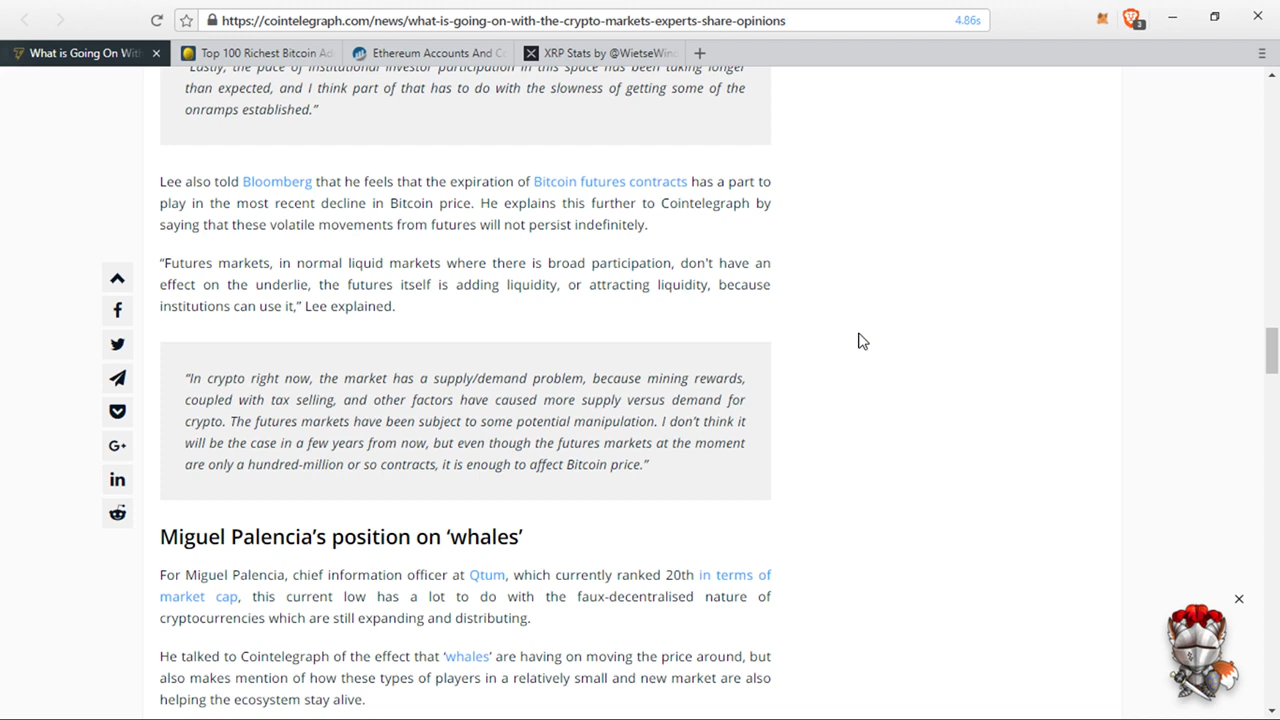 https://cointelegraph.com/news/what-is-going-on-with-the-crypto-markets-experts-share-opinions
4.86s
3
What is Going On With
Top 100 Richest Bitcoin Ad
Ethereum Accounts And C
XRP Stats by @WietseWind
"Lastly, the pace of institutional investor participation in this space has been taking longer
than expected, and I think part of that has to do with the slowness of getting some of the
onramps established.”
Lee also told Bloomberg that he feels that the expiration of Bitcoin futures contracts has a part to
play in the most recent decline in Bitcoin price. He explains this further to Cointelegraph by
saying that these volatile movements from futures will not persist indefinitely.
“Futures markets, in normal liquid markets where there is broad participation, don't have an
effect on the underlie, the futures itself is adding liquidity, or attracting liquidity, because
institutions can use it,” Lee explained.
“In crypto right now, the market has a supply/demand problem, because mining rewards,
coupled with tax selling, and other factors have caused more supply versus demand for
crypto. The futures markets have been subject to some potential manipulation. I don’t think it
will be the case in a few years from now, but even though the futures markets at the moment
are only a hundred-million or so contracts, it is enough to affect Bitcoin price.”
Miguel Palencia’s position on ‘whales’
For Miguel Palencia, chief information officer at Qtum, which currently ranked 20th in terms of
market cap, this current low has a lot to do with the faux-decentralised nature of
cryptocurrencies which are still expanding and distributing.
He talked to Cointelegraph of the effect that ‘whales’ are having on moving the price around, but
also makes mention of how these types of players in a relatively small and new market are also
helping the ecosystem stay alive.